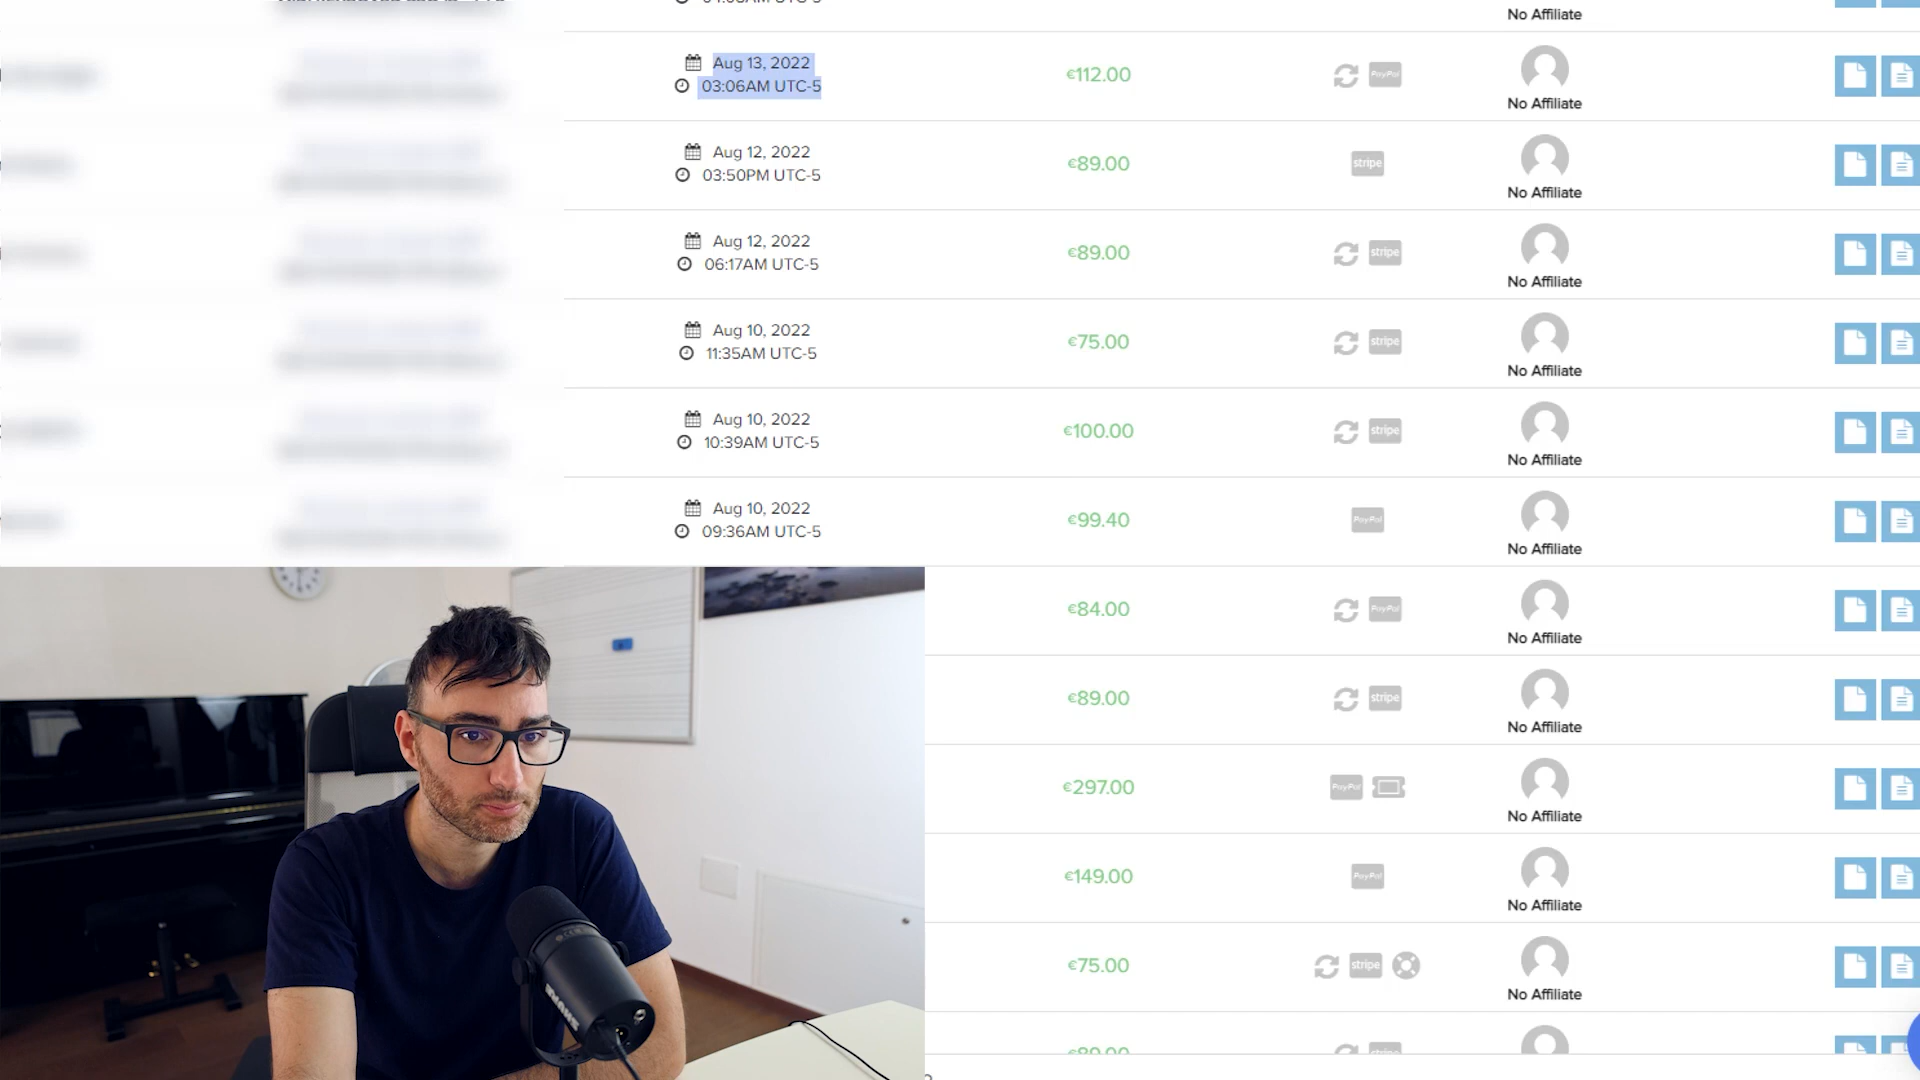 No Affiliate
Aug 13, 2022
03:06AM UTC-5
€112.00
PayPal
No Affiliate
Aug 12, 2022
03:50PM UTC-5
€89.00
stripe
No Affiliate
Aug 12, 2022
06:17AM UTC-5
€89.00
stripe
No Affiliate
Aug 10, 2022
11:35AM UTC-5
€75.00
stripe
No Affiliate
Aug 10, 2022
10:39AM UTC-5
€100.00
stripe
No Affiliate
Aug 10, 2022
09:36AM UTC-5
€99.40
PayPal
No Affiliate
€84.00
PayPal
No Affiliate
€89.00
stripe
No Affiliate
€297.00
PayPal
No Affiliate
€149.00
PayPal
No Affiliate
€75.00
stripe
No Affiliate
€89.00
stripe
SHURE